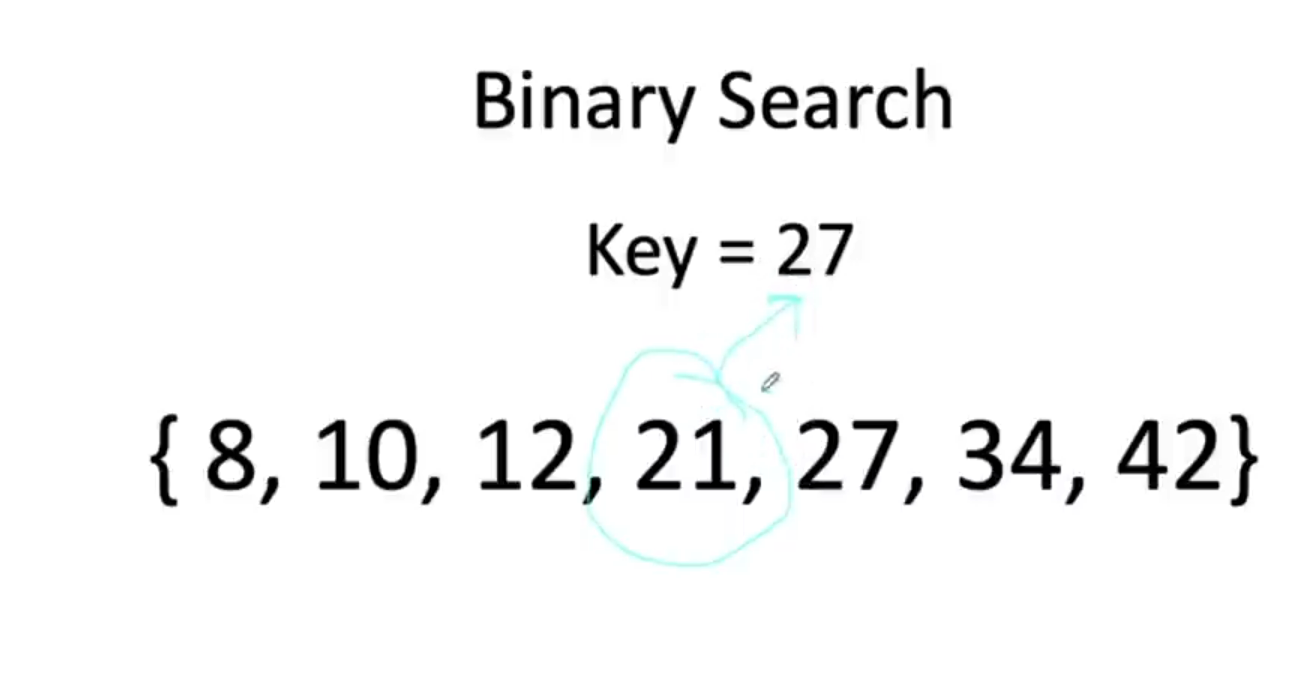 Binary Search
Key = 27
{ 8, 10, 12, 21, 27, 34, 42}